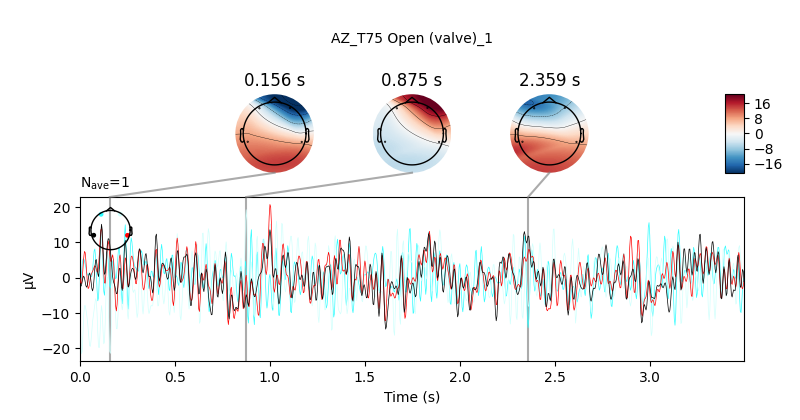 AZ_T75 Open (valve)_1
0.156 s 0.875 s 2.359 s
16
8
0
−8
−16
Nave=1
20
10
0
−10
−20
µV
0.0 0.5 1.0 1.5 2.0 2.5 3.0
Time (s)